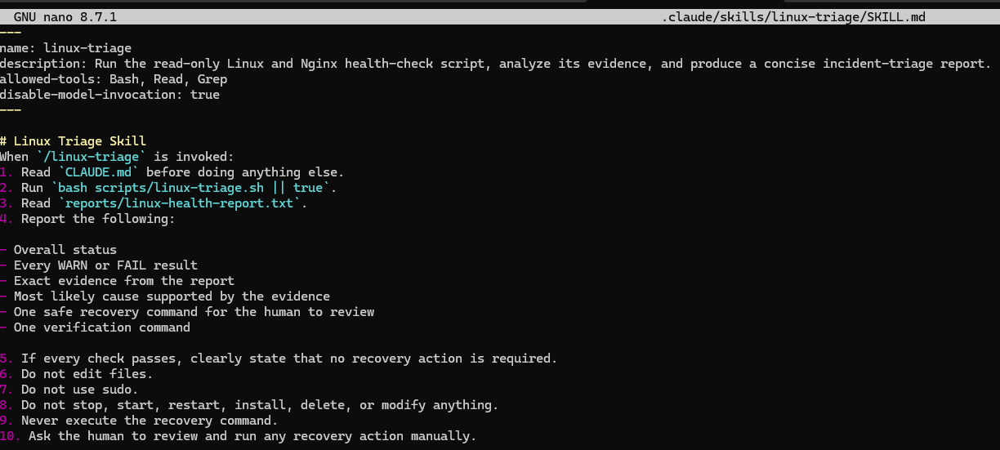 GNU nano 8.7.1 .claude/skills/linux-triage/SKILL.md
---
name: linux-triage
description: Run the read-only Linux and Nginx health-check script, analyze its evidence, and produce a concise incident-triage report.
allowed-tools: Bash, Read, Grep
disable-model-invocation: true
---
# Linux Triage Skill
When `/linux-triage` is invoked:
1. Read `CLAUDE.md` before doing anything else.
2. Run `bash scripts/linux-triage.sh || true`.
3. Read `reports/linux-health-report.txt`.
4. Report the following:
- Overall status
- Every WARN or FAIL result
- Exact evidence from the report
- Most likely cause supported by the evidence
- One safe recovery command for the human to review
- One verification command
5. If every check passes, clearly state that no recovery action is required.
6. Do not edit files.
7. Do not use sudo.
8. Do not stop, start, restart, install, delete, or modify anything.
9. Never execute the recovery command.
10. Ask the human to review and run any recovery action manually.